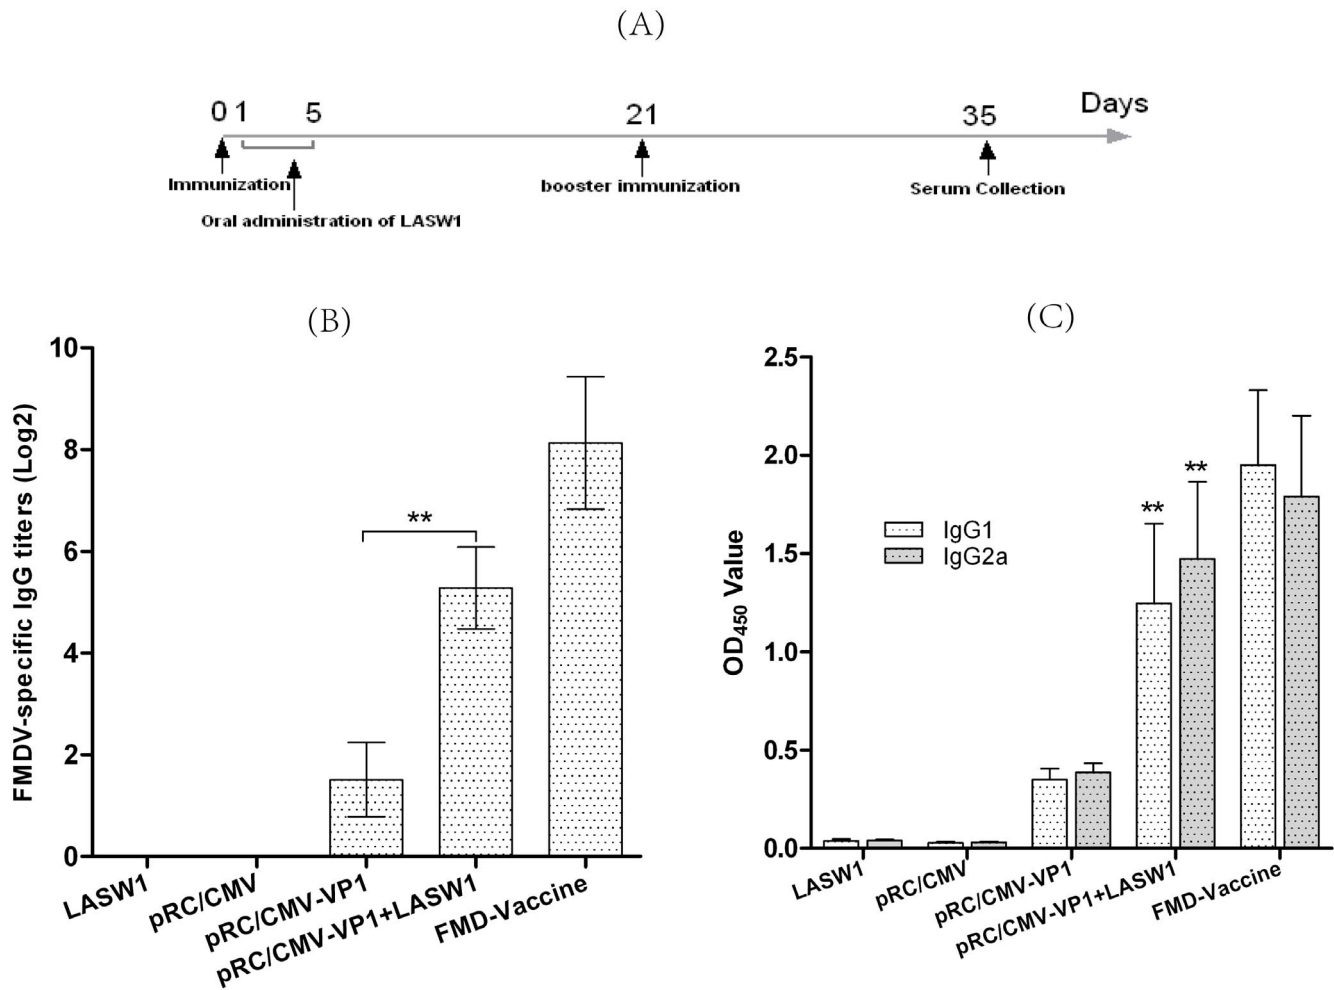 (A)
0 1 5 21 35 Days
Immunization
booster immunization
Serum Collection
Oral administration of LASW1
(B)
FMDV-specific IgG titers (Log2)
10
8
6
4
2
0
**
LASW1
pRC/CMV
pRC/CMV-VP1
pRC/CMV-VP1+LASW1
FMD-Vaccine
(C)
OD450 Value
2.5
2.0
1.5
1.0
0.5
0.0
IgG1
IgG2a
**
**
LASW1
pRC/CMV
pRC/CMV-VP1
pRC/CMV-VP1+LASW1
FMD-Vaccine